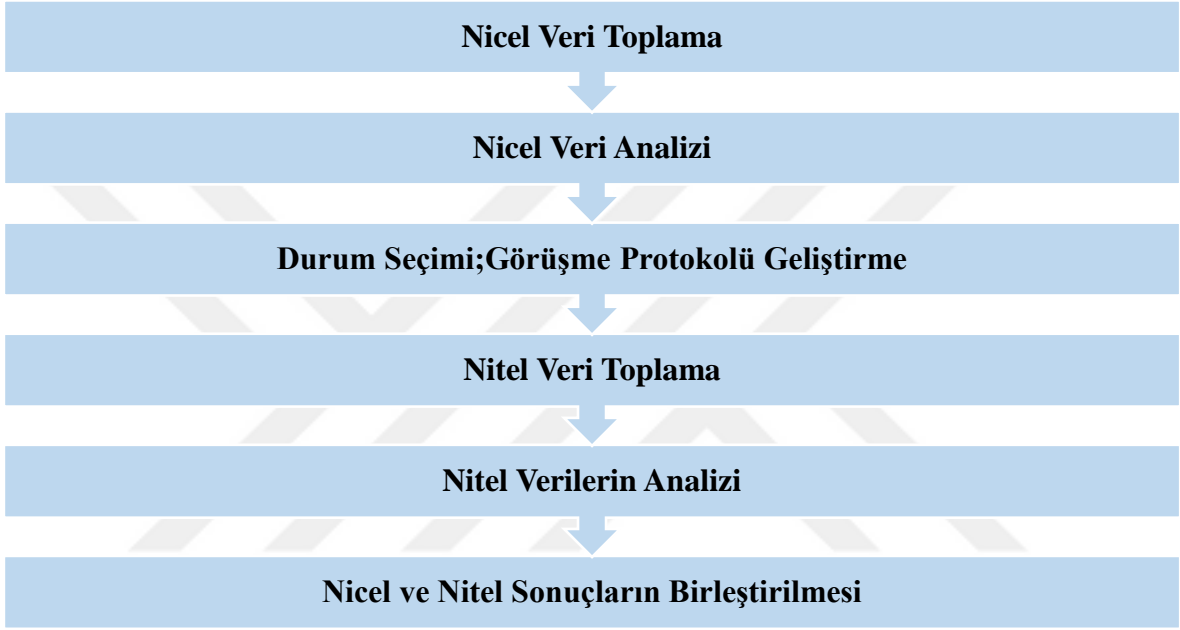 Nicel Veri Toplama
Nicel Veri Analizi
Durum Seçimi;Görüşme Protokolü Geliştirme
Nitel Veri Toplama
Nitel Verilerin Analizi
Nicel ve Nitel Sonuçların Birleştirilmesi